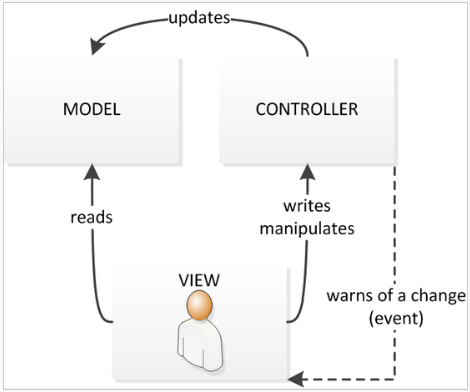 updates
MODEL
CONTROLLER
reads
writes
manipulates
VIEW
warns of a change
(event)